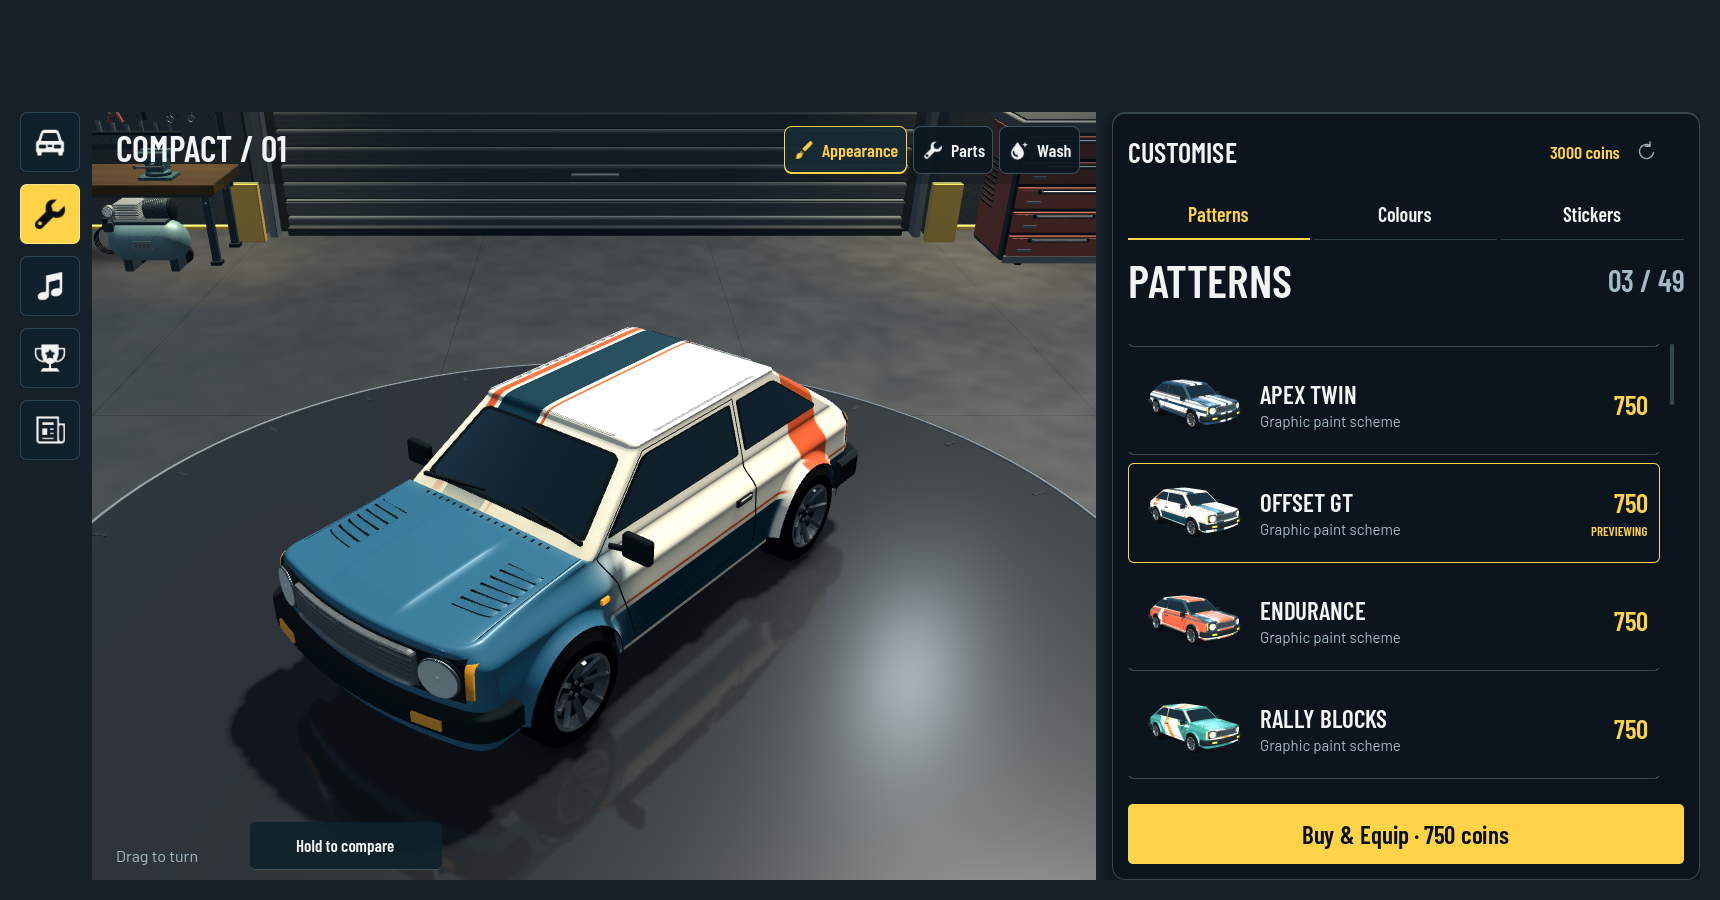 COMPACT / 01
Appearance
Parts
Wash
Drag to turn
Hold to compare
CUSTOMISE
3000 coins
Patterns
Colours
Stickers
PATTERNS
03 / 49
APEX TWIN
Graphic paint scheme
750
OFFSET GT
Graphic paint scheme
750
PREVIEWING
ENDURANCE
Graphic paint scheme
750
RALLY BLOCKS
Graphic paint scheme
750
Buy & Equip · 750 coins